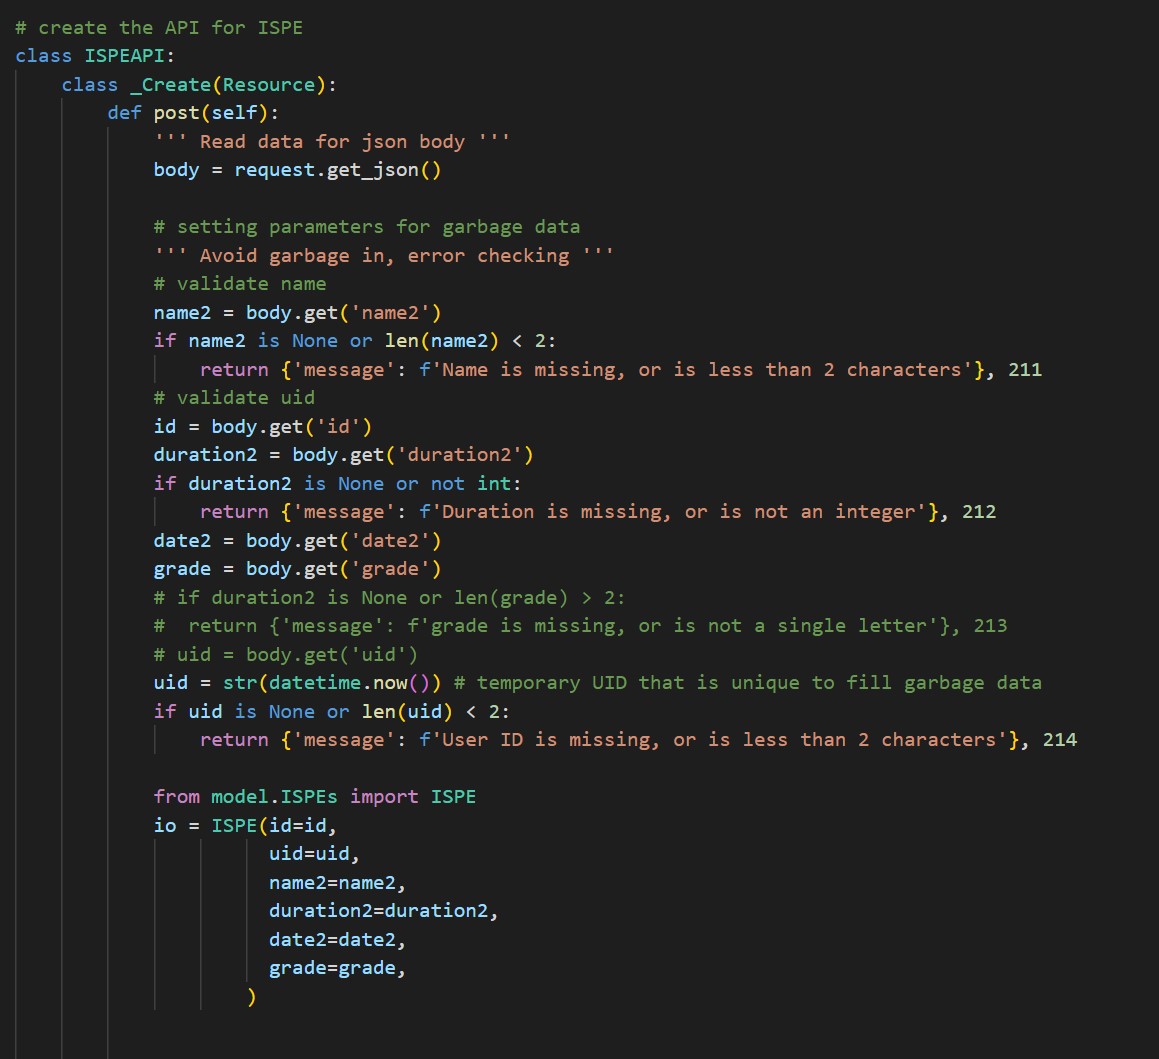 # create the API for ISPE
class ISPEAPI:
    class _Create(Resource):
        def post(self):
            ''' Read data for json body '''
            body = request.get_json()

            # setting parameters for garbage data
            ''' Avoid garbage in, error checking '''
            # validate name
            name2 = body.get('name2')
            if name2 is None or len(name2) < 2:
                return {'message': f'Name is missing, or is less than 2 characters'}, 211
            # validate uid
            id = body.get('id')
            duration2 = body.get('duration2')
            if duration2 is None or not int:
                return {'message': f'Duration is missing, or is not an integer'}, 212
            date2 = body.get('date2')
            grade = body.get('grade')
            # if duration2 is None or len(grade) > 2:
            #  return {'message': f'grade is missing, or is not a single letter'}, 213
            # uid = body.get('uid')
            uid = str(datetime.now()) # temporary UID that is unique to fill garbage data
            if uid is None or len(uid) < 2:
                return {'message': f'User ID is missing, or is less than 2 characters'}, 214

            from model.ISPEs import ISPE
            io = ISPE(id=id,
                      uid=uid,
                      name2=name2,
                      duration2=duration2,
                      date2=date2,
                      grade=grade,
                    )